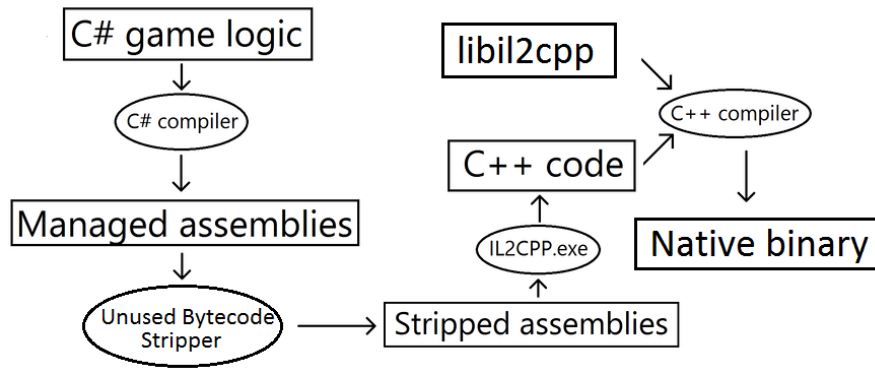 C# game logic
C# compiler
Managed assemblies
Unused Bytecode
Stripper
Stripped assemblies
IL2CPP.exe
C++ code
libil2cpp
C++ compiler
Native binary